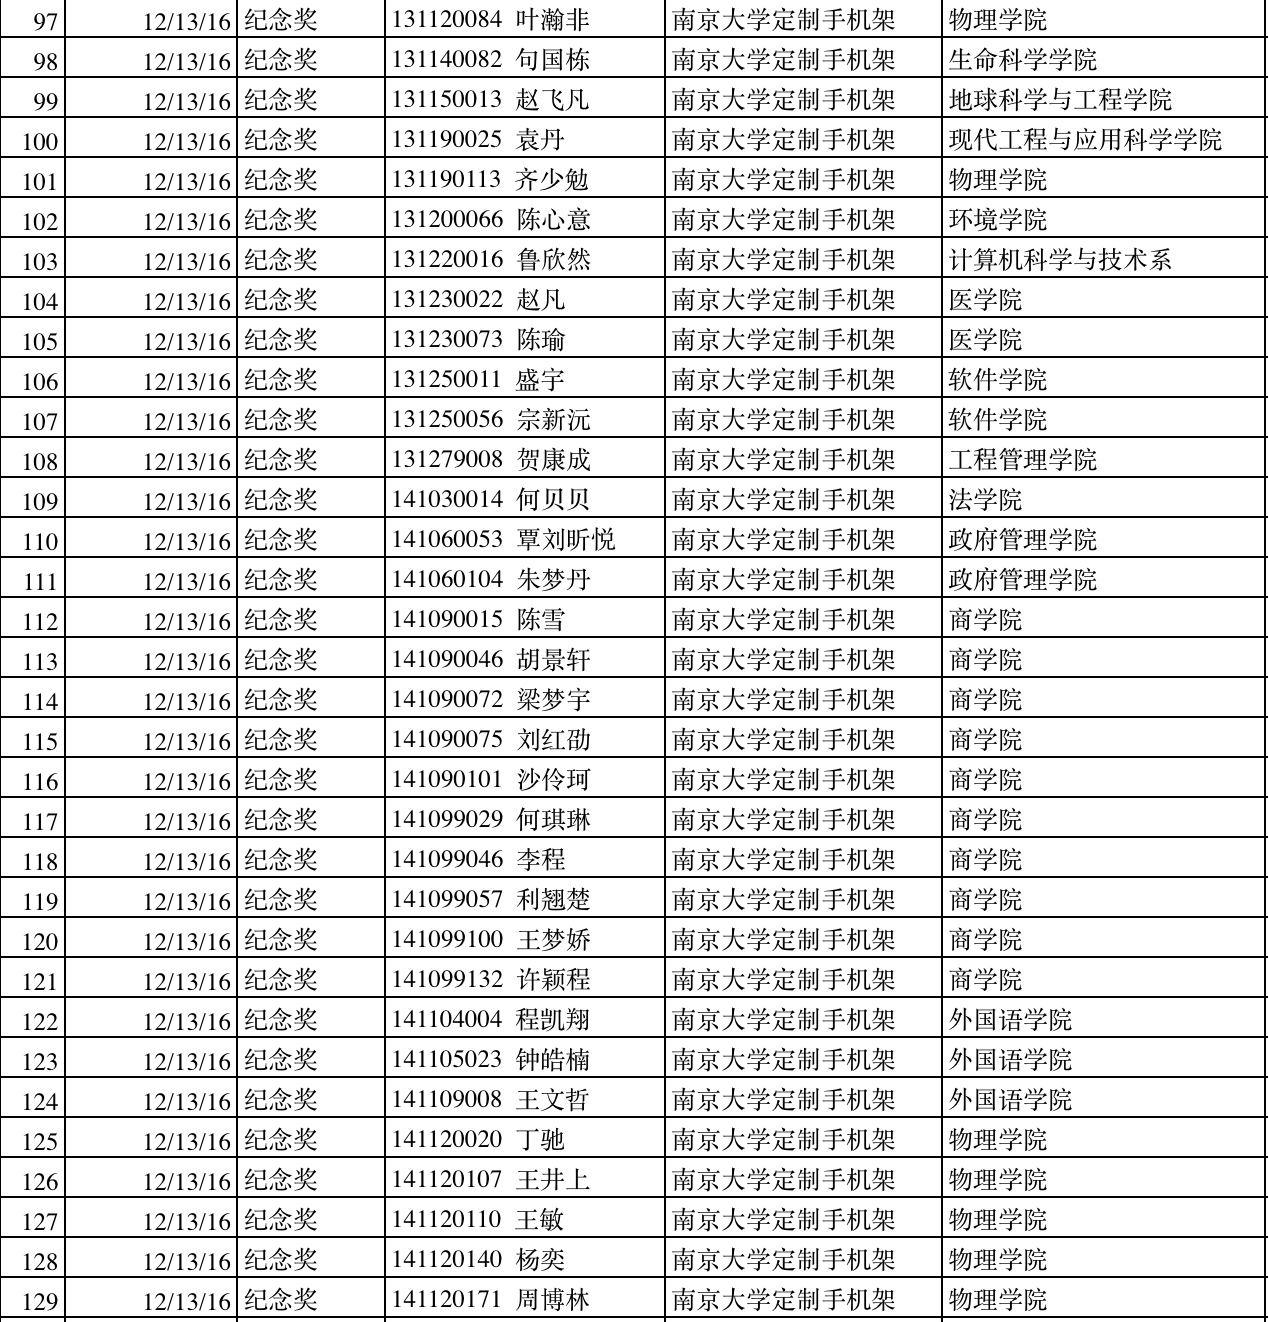 97 12/13/16 纪念奖 131120084 叶瀚非 南京大学定制手机架 物理学院
98 12/13/16 纪念奖 131140082 句国栋 南京大学定制手机架 生命科学学院
99 12/13/16 纪念奖 131150013 赵飞凡 南京大学定制手机架 地球科学与工程学院
100 12/13/16 纪念奖 131190025 袁丹 南京大学定制手机架 现代工程与应用科学学院
101 12/13/16 纪念奖 131190113 齐少勉 南京大学定制手机架 物理学院
102 12/13/16 纪念奖 131200066 陈心意 南京大学定制手机架 环境学院
103 12/13/16 纪念奖 131220016 鲁欣然 南京大学定制手机架 计算机科学与技术系
104 12/13/16 纪念奖 131230022 赵凡 南京大学定制手机架 医学院
105 12/13/16 纪念奖 131230073 陈瑜 南京大学定制手机架 医学院
106 12/13/16 纪念奖 131250011 盛宇 南京大学定制手机架 软件学院
107 12/13/16 纪念奖 131250056 宗新沅 南京大学定制手机架 软件学院
108 12/13/16 纪念奖 131279008 贺康成 南京大学定制手机架 工程管理学院
109 12/13/16 纪念奖 141030014 何贝贝 南京大学定制手机架 法学院
110 12/13/16 纪念奖 141060053 覃刘昕悦 南京大学定制手机架 政府管理学院
111 12/13/16 纪念奖 141060104 朱梦丹 南京大学定制手机架 政府管理学院
112 12/13/16 纪念奖 141090015 陈雪 南京大学定制手机架 商学院
113 12/13/16 纪念奖 141090046 胡景轩 南京大学定制手机架 商学院
114 12/13/16 纪念奖 141090072 梁梦宇 南京大学定制手机架 商学院
115 12/13/16 纪念奖 141090075 刘红劭 南京大学定制手机架 商学院
116 12/13/16 纪念奖 141090101 沙伶珂 南京大学定制手机架 商学院
117 12/13/16 纪念奖 141099029 何琪琳 南京大学定制手机架 商学院
118 12/13/16 纪念奖 141099046 李程 南京大学定制手机架 商学院
119 12/13/16 纪念奖 141099057 利翘楚 南京大学定制手机架 商学院
120 12/13/16 纪念奖 141099100 王梦娇 南京大学定制手机架 商学院
121 12/13/16 纪念奖 141099132 许颖程 南京大学定制手机架 商学院
122 12/13/16 纪念奖 141104004 程凯翔 南京大学定制手机架 外国语学院
123 12/13/16 纪念奖 141105023 钟皓楠 南京大学定制手机架 外国语学院
124 12/13/16 纪念奖 141109008 王文哲 南京大学定制手机架 外国语学院
125 12/13/16 纪念奖 141120020 丁驰 南京大学定制手机架 物理学院
126 12/13/16 纪念奖 141120107 王井上 南京大学定制手机架 物理学院
127 12/13/16 纪念奖 141120110 王敏 南京大学定制手机架 物理学院
128 12/13/16 纪念奖 141120140 杨奕 南京大学定制手机架 物理学院
129 12/13/16 纪念奖 141120171 周博林 南京大学定制手机架 物理学院